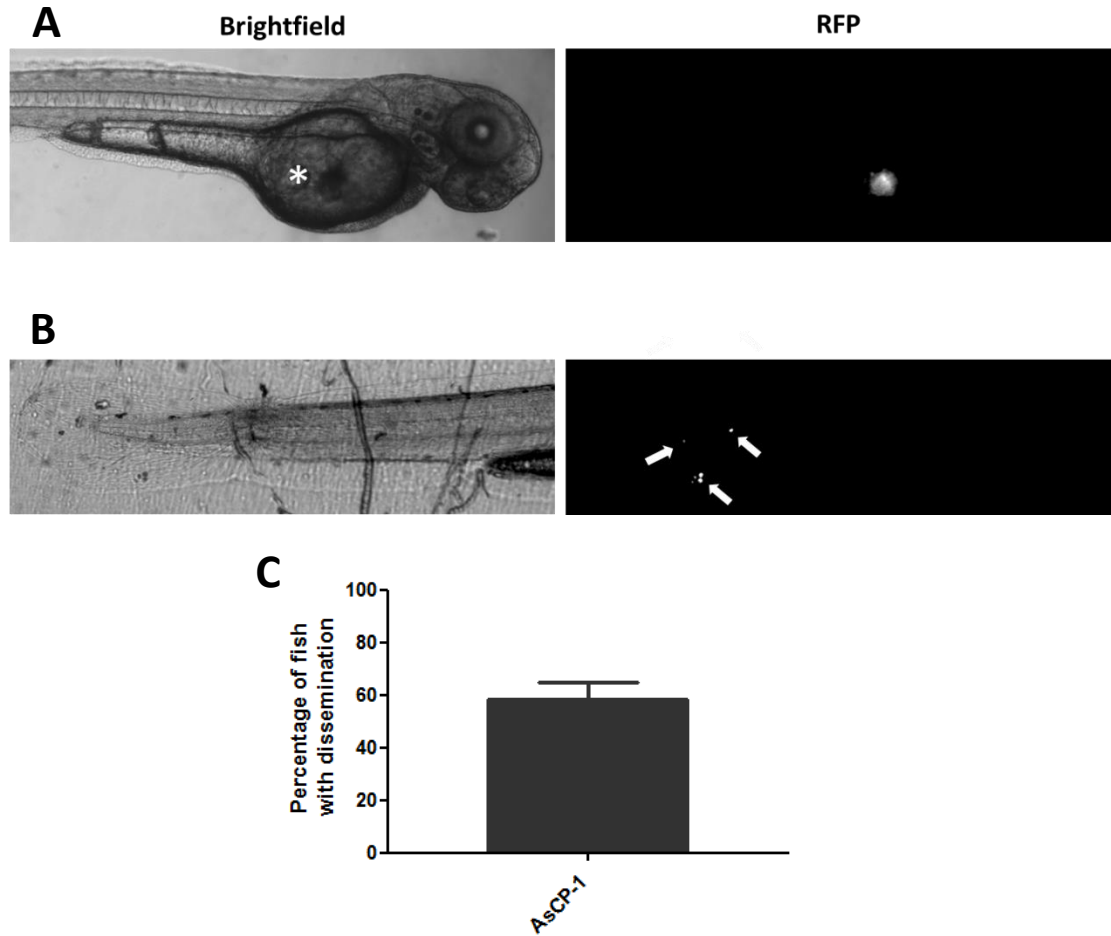 A
Brightfield
RFP
*
B
C
Percentage of fish
with dissemination
100
80
60
40
20
0
AsCP-1